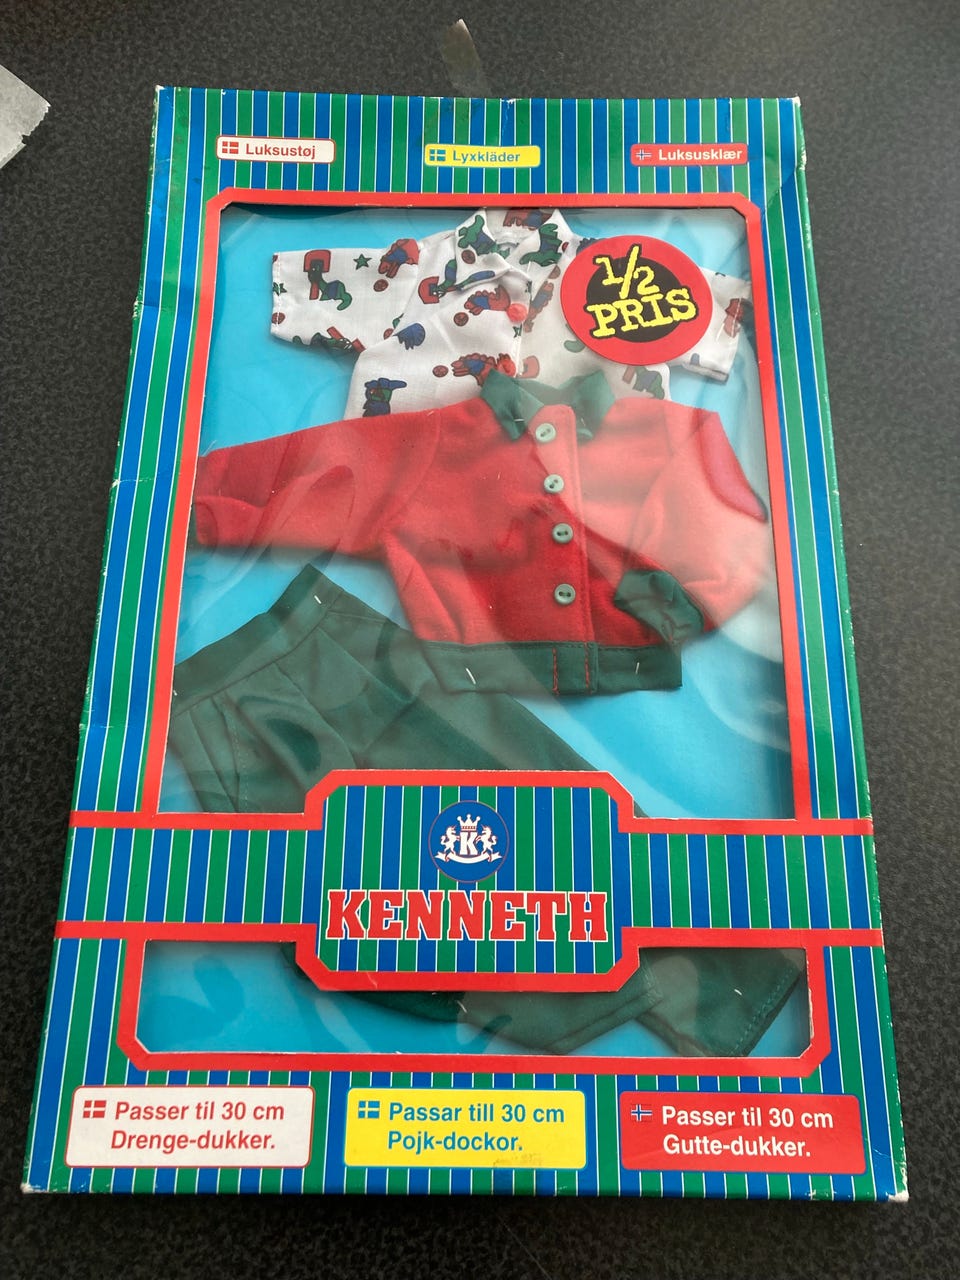 Luksustøj
Lyxkläder
Luksusklær
1/2
PRIS
K
KENNETH
Passer til 30 cm
Drenge-dukker.
Passar till 30 cm
Pojk-dockor.
Passer til 30 cm
Gutte-dukker.